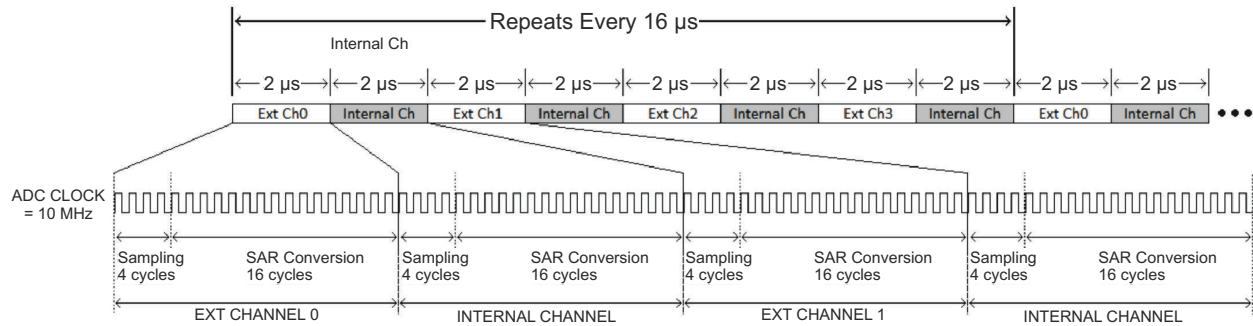 Repeats Every 16 µs
Internal Ch
2 µs 2 µs 2 µs 2 µs 2 µs 2 µs 2 µs 2 µs 2 µs 2 µs
Ext Ch0 Internal Ch Ext Ch1 Internal Ch Ext Ch2 Internal Ch Ext Ch3 Internal Ch Ext Ch0 Internal Ch
ADC CLOCK
= 10 MHz
Sampling SAR Conversion Sampling SAR Conversion Sampling SAR Conversion Sampling SAR Conversion
4 cycles 16 cycles 4 cycles 16 cycles 4 cycles 16 cycles 4 cycles 16 cycles
EXT CHANNEL 0 INTERNAL CHANNEL EXT CHANNEL 1 INTERNAL CHANNEL